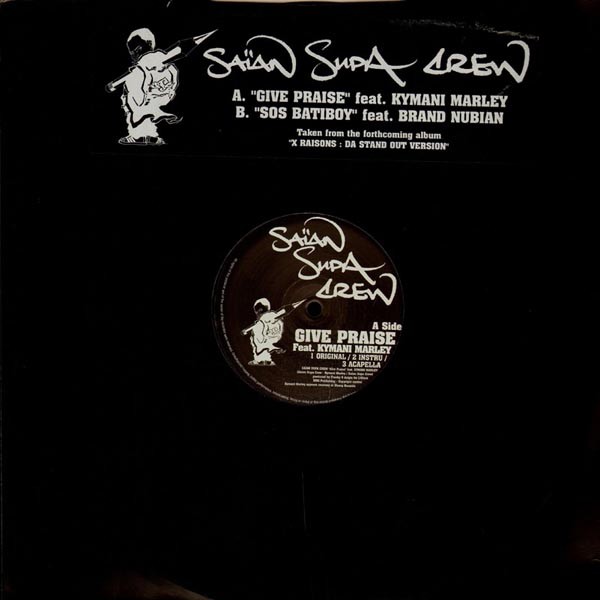 SAÏAN SUPA CREW
A. "GIVE PRAISE" feat. KYMANI MARLEY
B. "SOS BATIBOY" feat. BRAND NUBIAN
Taken from the forthcoming album
"X RAISONS : DA STAND OUT VERSION"
SAÏAN
SUPA
CREW
A Side
GIVE PRAISE
Feat. KYMANI MARLEY
1 ORIGINAL / 2 INSTRU /
3 ACAPELLA